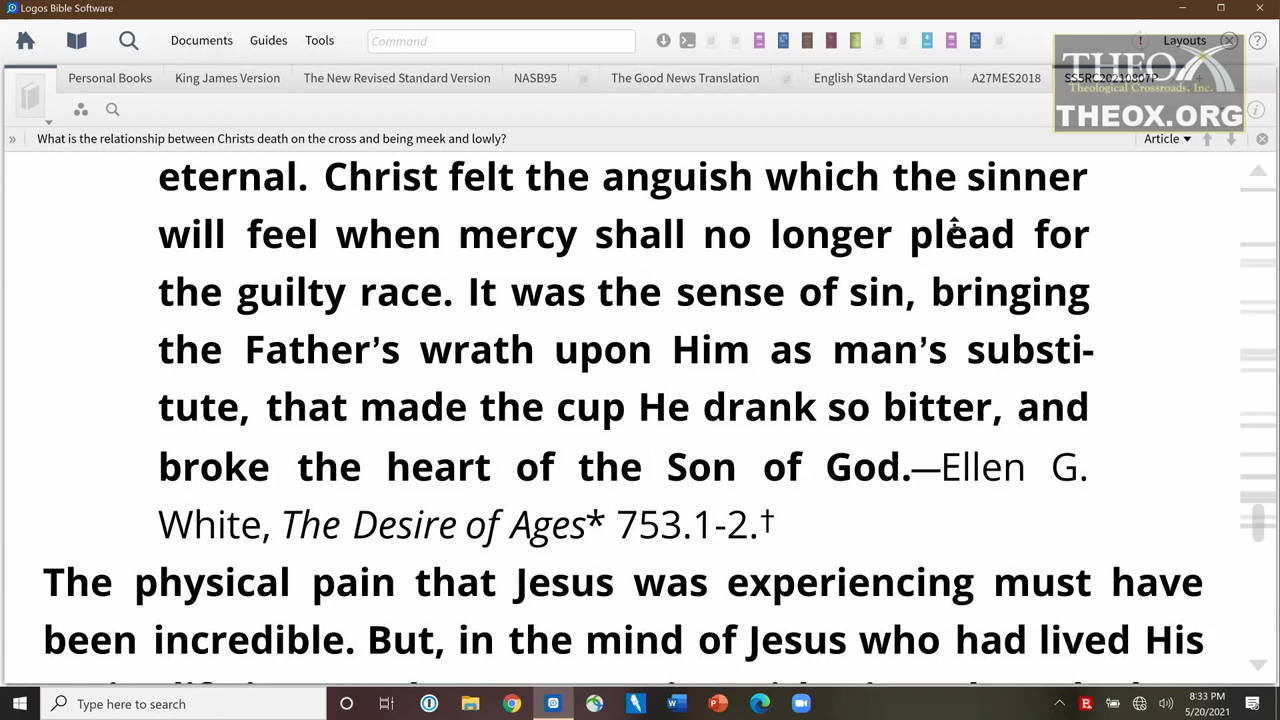 Logos Bible Software
Documents Guides Tools Command Layouts
Personal Books King James Version The New Revised Standard Version NASB95 The Good News Translation English Standard Version A27MES2018 SS5RC20210807P
THEOX
Theological Crossroads, Inc.
THEOX.ORG
What is the relationship between Christs death on the cross and being meek and lowly? Article
eternal. Christ felt the anguish which the sinner
will feel when mercy shall no longer plead for
the guilty race. It was the sense of sin, bringing
the Father’s wrath upon Him as man’s substi-
tute, that made the cup He drank so bitter, and
broke the heart of the Son of God.—Ellen G.
White, The Desire of Ages* 753.1-2.†
The physical pain that Jesus was experiencing must have
been incredible. But, in the mind of Jesus who had lived His
Type here to search
8:33 PM
5/20/2021